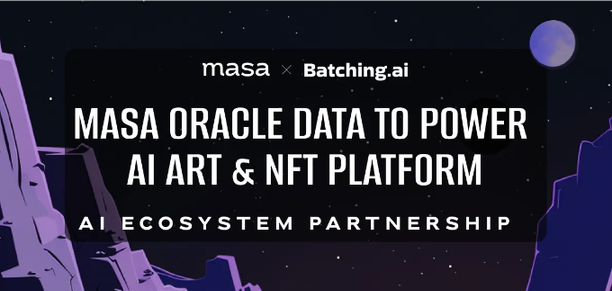 masa × Batching.ai
MASA ORACLE DATA TO POWER
AI ART & NFT PLATFORM
AI ECOSYSTEM PARTNERSHIP